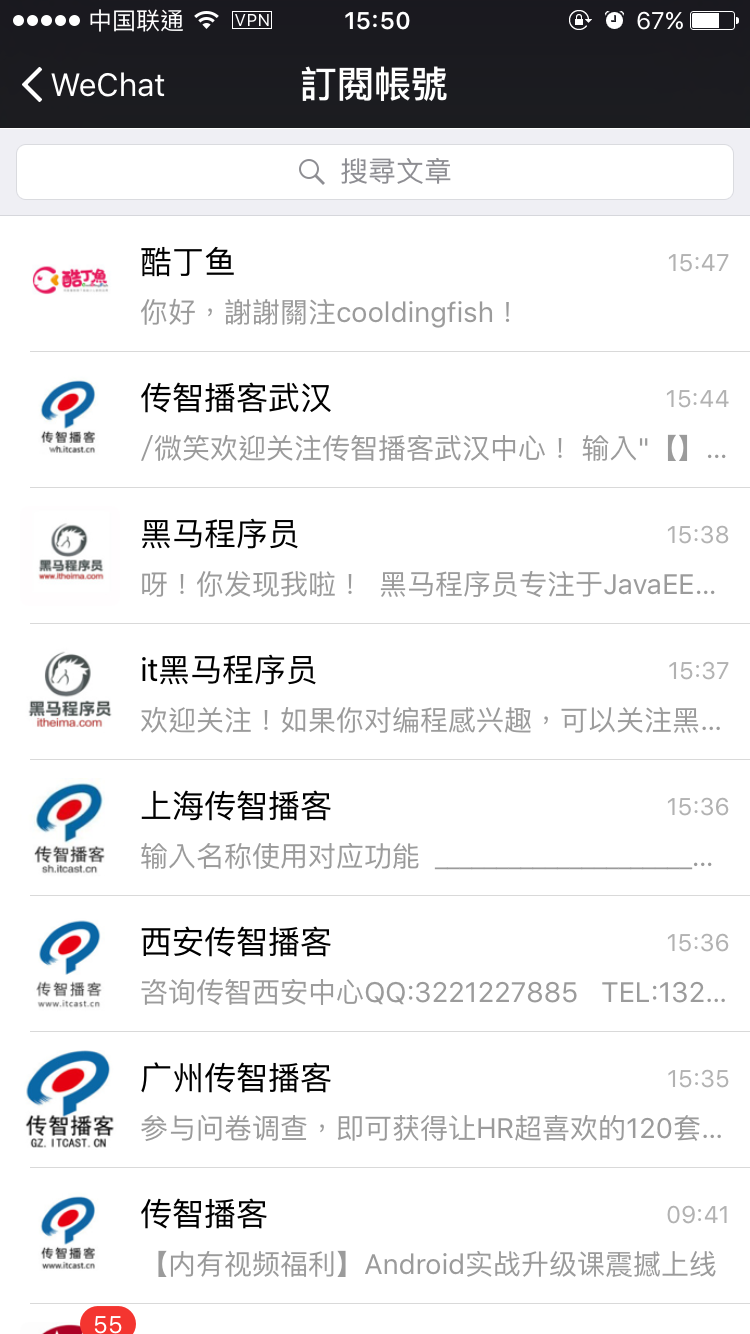 中国联通 VPN 15:50 67%
WeChat 訂閱帳號
搜尋文章
酷丁鱼
酷丁鱼 15:47
你好，謝謝關注cooldingfish！
传智播客武汉 15:44
传智播客
wh.itcast.cn
/微笑欢迎关注传智播客武汉中心！ 输入"【】...
黑马程序员 15:38
黑马程序员
www.itheima.com
呀！你发现我啦！ 黑马程序员专注于JavaEE...
it黑马程序员 15:37
黑马程序员
itheima.com
欢迎关注！如果你对编程感兴趣，可以关注黑...
上海传智播客 15:36
传智播客
sh.itcast.cn
输入名称使用对应功能 ___________________...
西安传智播客 15:36
传智播客
www.itcast.cn
咨询传智西安中心QQ:3221227885 TEL:132...
广州传智播客 15:35
传智播客
GZ. ITCAST. CN
参与问卷调查，即可获得让HR超喜欢的120套...
传智播客 09:41
传智播客
www.itcast.cn
【内有视频福利】Android实战升级课震撼上线
55